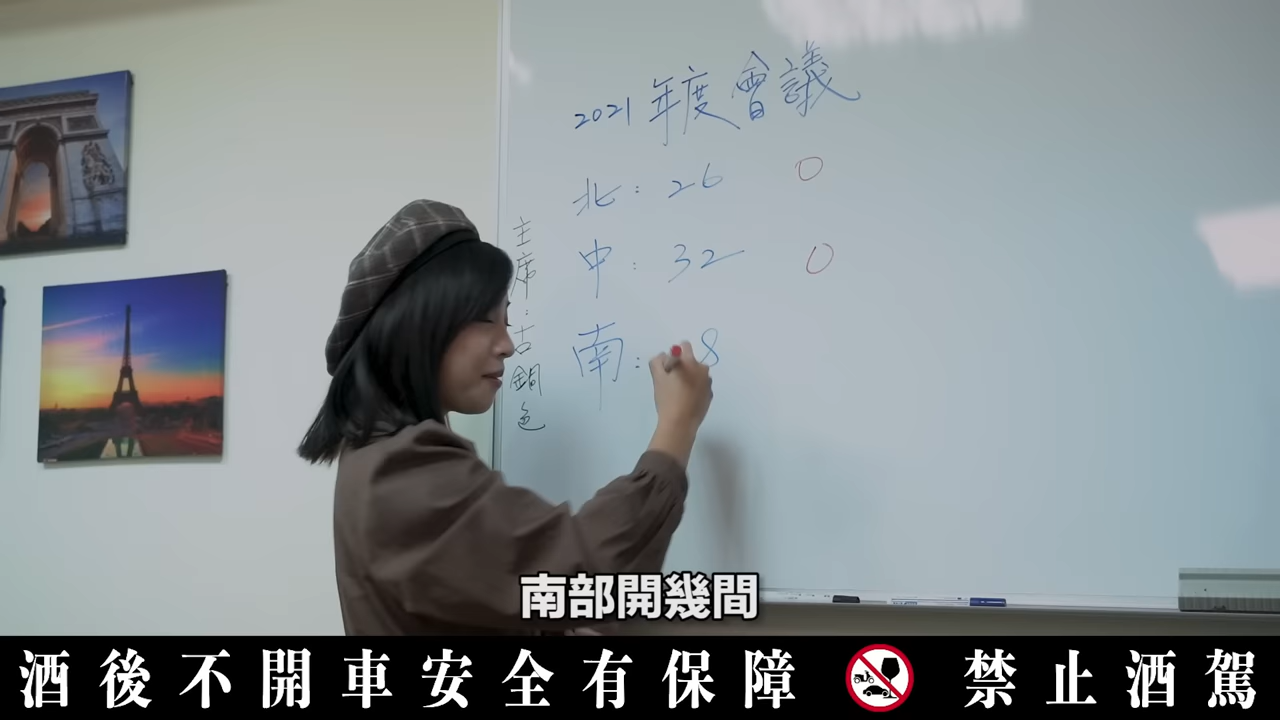 2021 年度會議
北: 26 0
中: 32 0
南: 8
主席:古銅色
南部開幾間
酒後不開車安全有保障 禁止酒駕